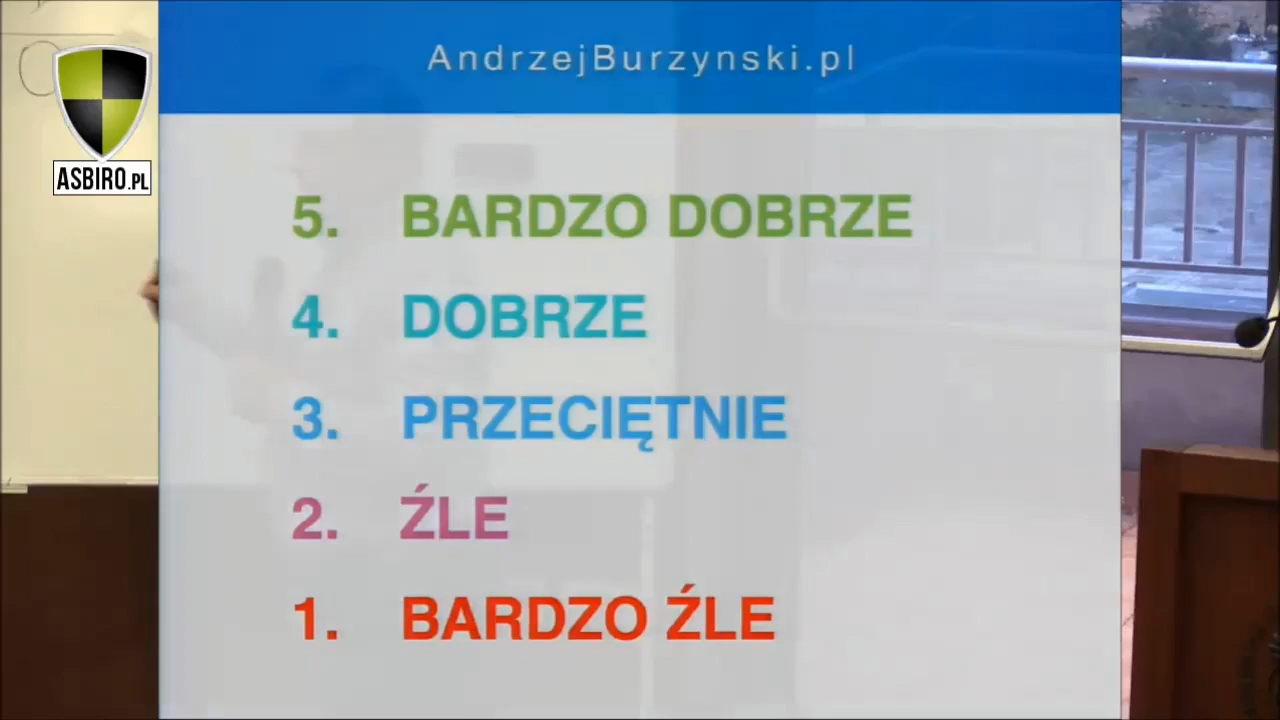 AndrzejBurzynski.pl
ASBIRO.PL
5. BARDZO DOBRZE
4. DOBRZE
3. PRZECIĘTNIE
2. ŹLE
1. BARDZO ŹLE